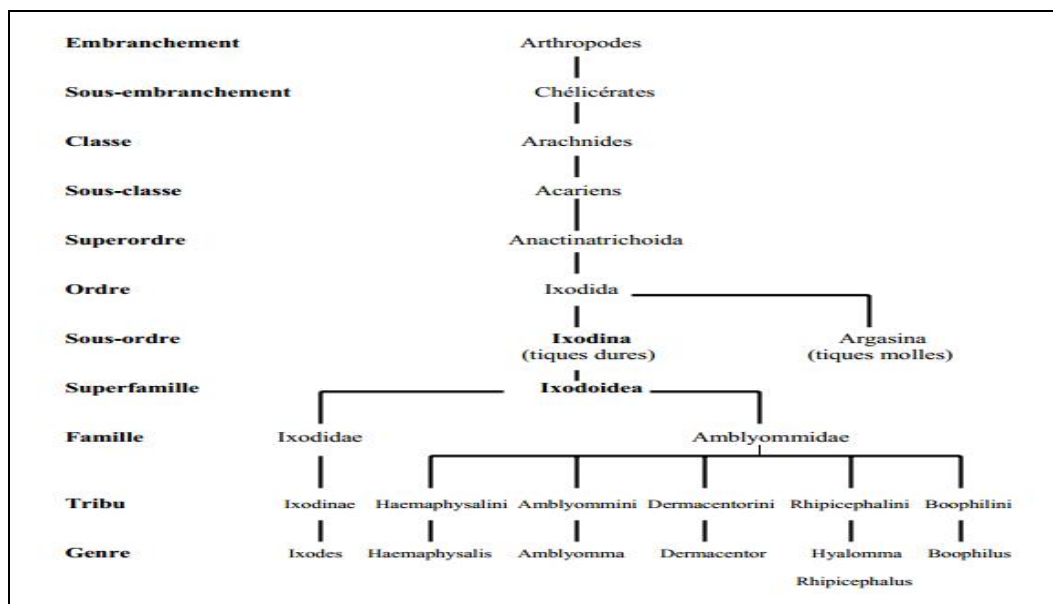 Embranchement Arthropodes
Sous-embranchement Chélicérates
Classe Arachnides
Sous-classe Acariens
Superordre Anactinatrichoida
Ordre Ixodida
Sous-ordre Ixodina Argasina
(tiques dures) (tiques molles)
Superfamille Ixodoidea
Famille Ixodidae Amblyommidae
Tribu Ixodinae Haemaphysalini Amblyommini Dermacentorini Rhipicephalini Boophilini
Genre Ixodes Haemaphysalis Amblyomma Dermacentor Hyalomma Boophilus
Rhipicephalus